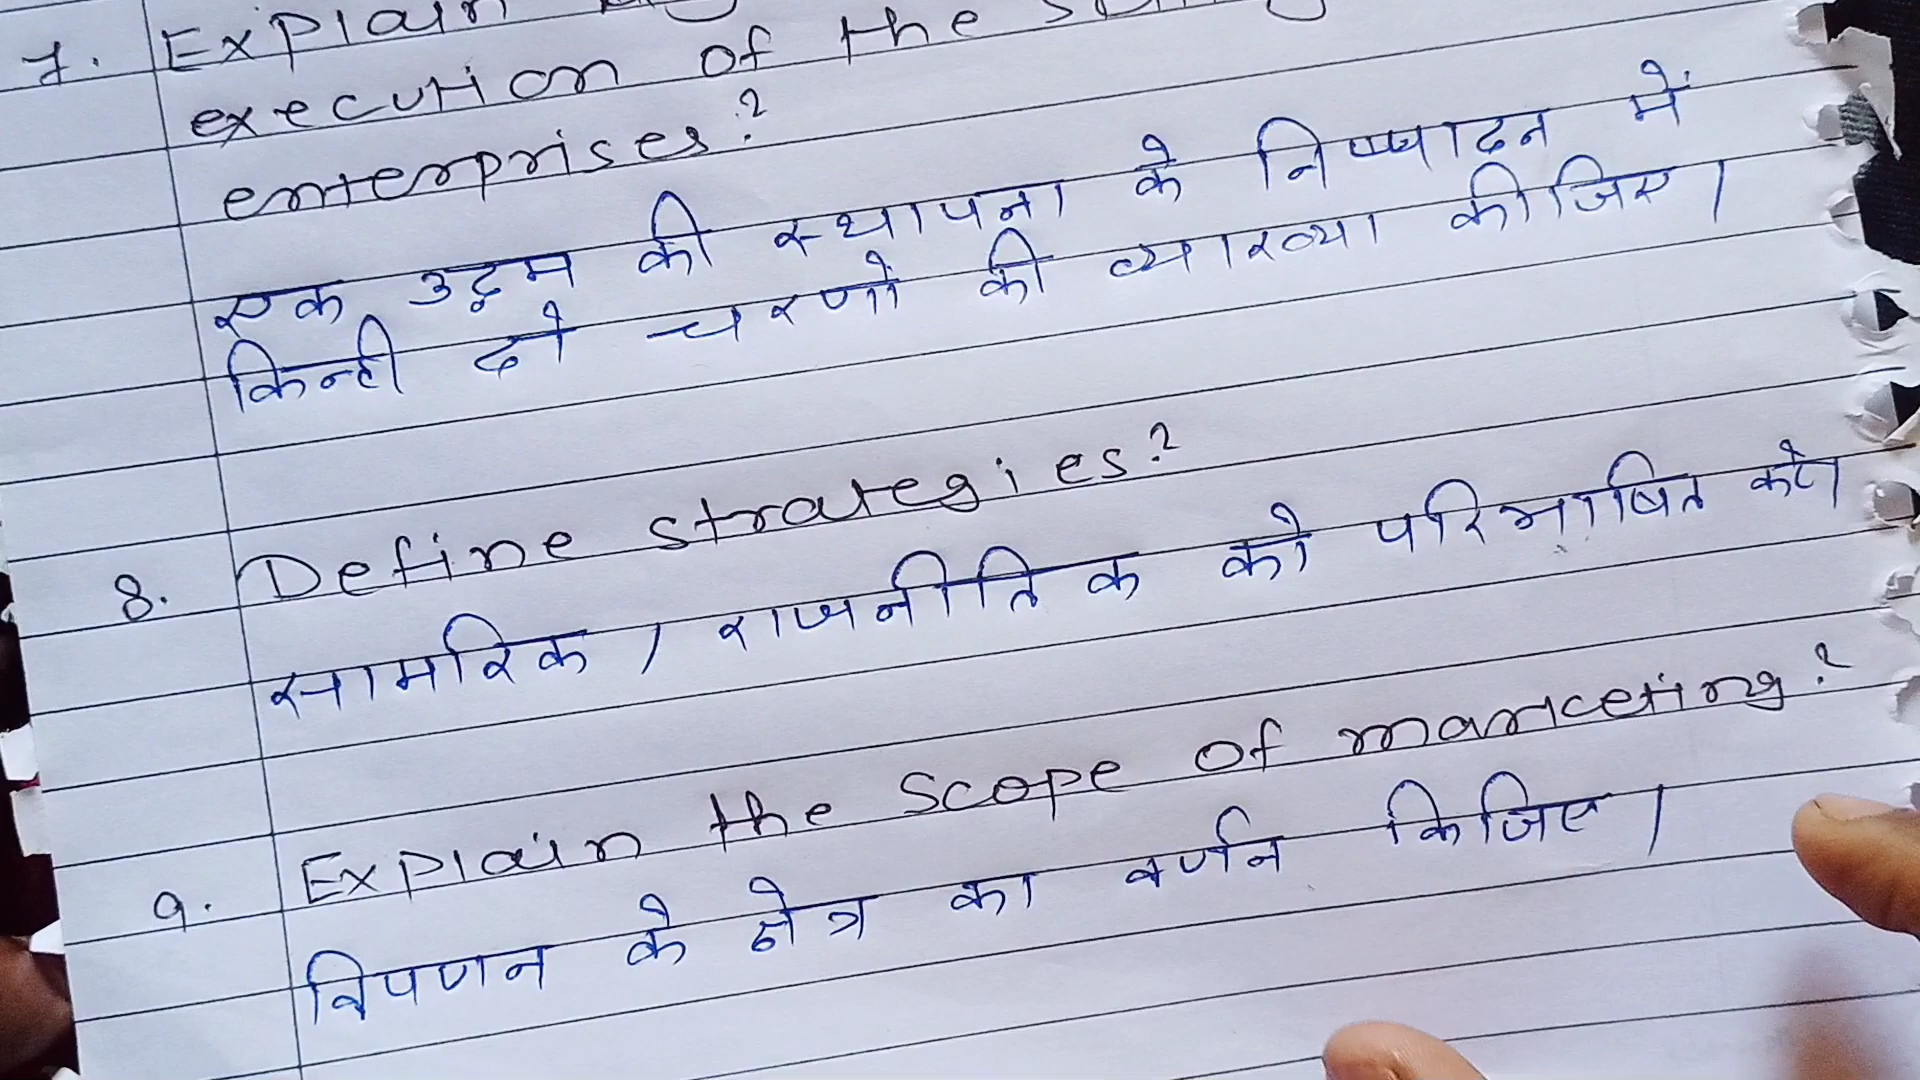 7. Explain
execution of the
enterprises?
एक उद्गम की स्थापना के निष्पादन में
किन्ही दो चरणों की व्याख्या कीजिए।
8. Define strategies?
सामरिक / राजनीतिक को परिभाषित करे।
9. Explain the scope of marketing?
विपणन के क्षेत्र का वर्णन किजिए।